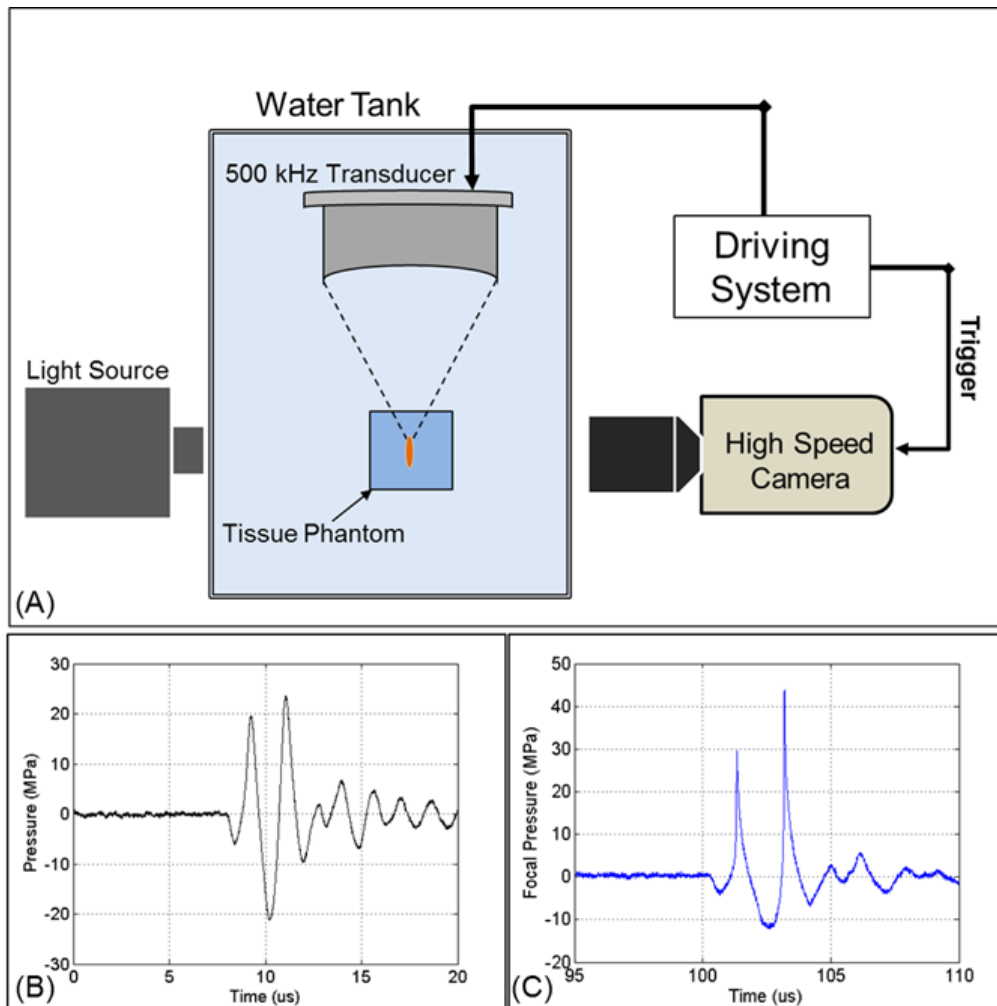 Water Tank
500 kHz Transducer
Driving
System
Trigger
Light Source
High Speed
Camera
Tissue Phantom
(A)
30
20
10
0
-10
-20
-30
Pressure (MPa)
0
5
10
15
20
Time (us)
(B)
50
40
30
20
10
0
-10
-20
Focal Pressure (MPa)
95
100
105
110
Time (us)
(C)